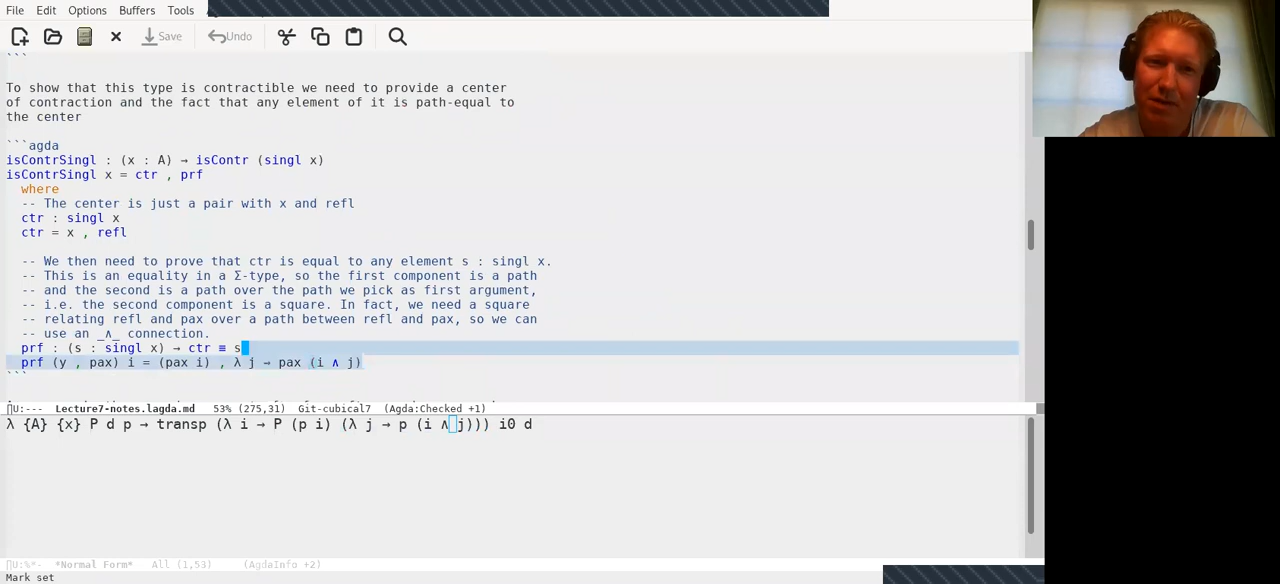 File Edit Options Buffers Tools
Save Undo
```
To show that this type is contractible we need to provide a center
of contraction and the fact that any element of it is path-equal to
the center
```agda
isContrSingl : (x : A) → isContr (singl x)
isContrSingl x = ctr , prf
where
-- The center is just a pair with x and refl
ctr : singl x
ctr = x , refl
-- We then need to prove that ctr is equal to any element s : singl x.
-- This is an equality in a Σ-type, so the first component is a path
-- and the second is a path over the path we pick as first argument,
-- i.e. the second component is a square. In fact, we need a square
-- relating refl and pax over a path between refl and pax, so we can
-- use an _∧_ connection.
prf : (s : singl x) → ctr ≡ s
prf (y , pax) i = (pax i) , λ j → pax (i ∧ j)
```
U:--- Lecture7-notes.lagda.md 53% (275,31) Git-cubical7 (Agda:Checked +1)
λ {A} {x} P d p → transp (λ i → P (p i) (λ j → p (i ∧ j))) i0 d
U:%*- *Normal Form* All (1,53) (AgdaInfo +2)
Mark set